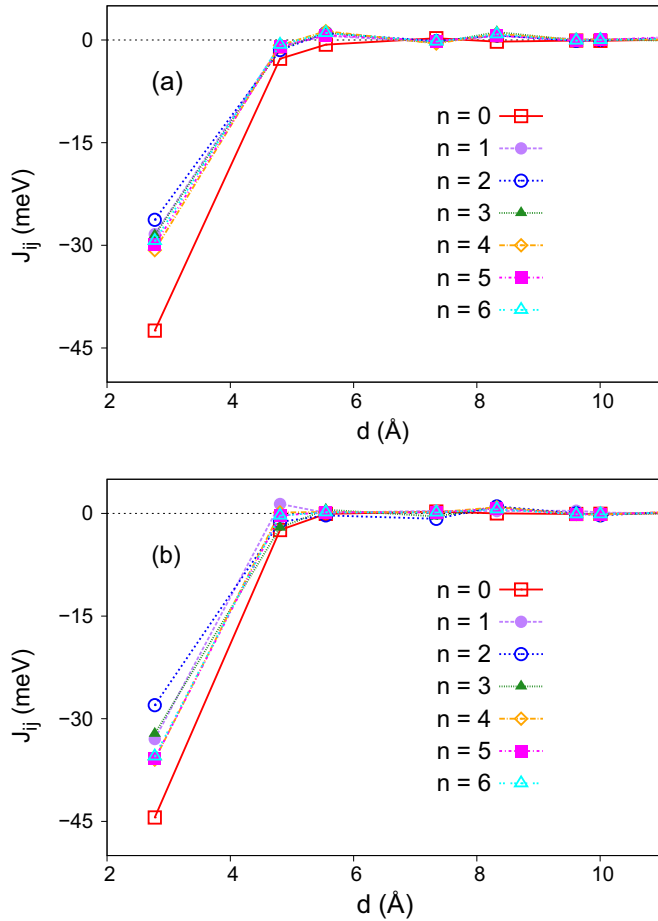 0
(a)
n = 0
−15
n = 1
n = 2
J_ij (meV)
n = 3
−30
n = 4
n = 5
n = 6
−45
2 4 6 8 10
d (Å)
0
(b)
n = 0
−15
n = 1
n = 2
J_ij (meV)
n = 3
−30
n = 4
n = 5
n = 6
−45
2 4 6 8 10
d (Å)